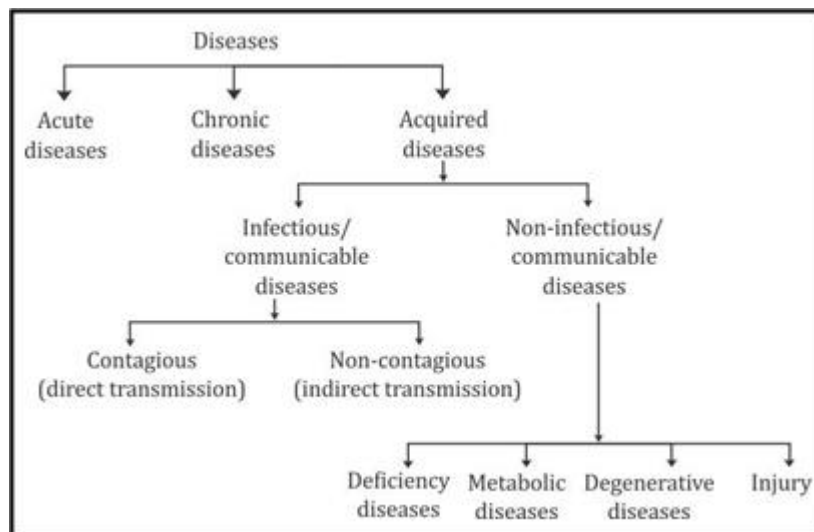 Diseases
Acute
diseases
Chronic
diseases
Acquired
diseases
Infectious/
communicable
diseases
Non-infectious/
communicable
diseases
Contagious
(direct transmission)
Non-contagious
(indirect transmission)
Deficiency
diseases
Metabolic
diseases
Degenerative
diseases
Injury